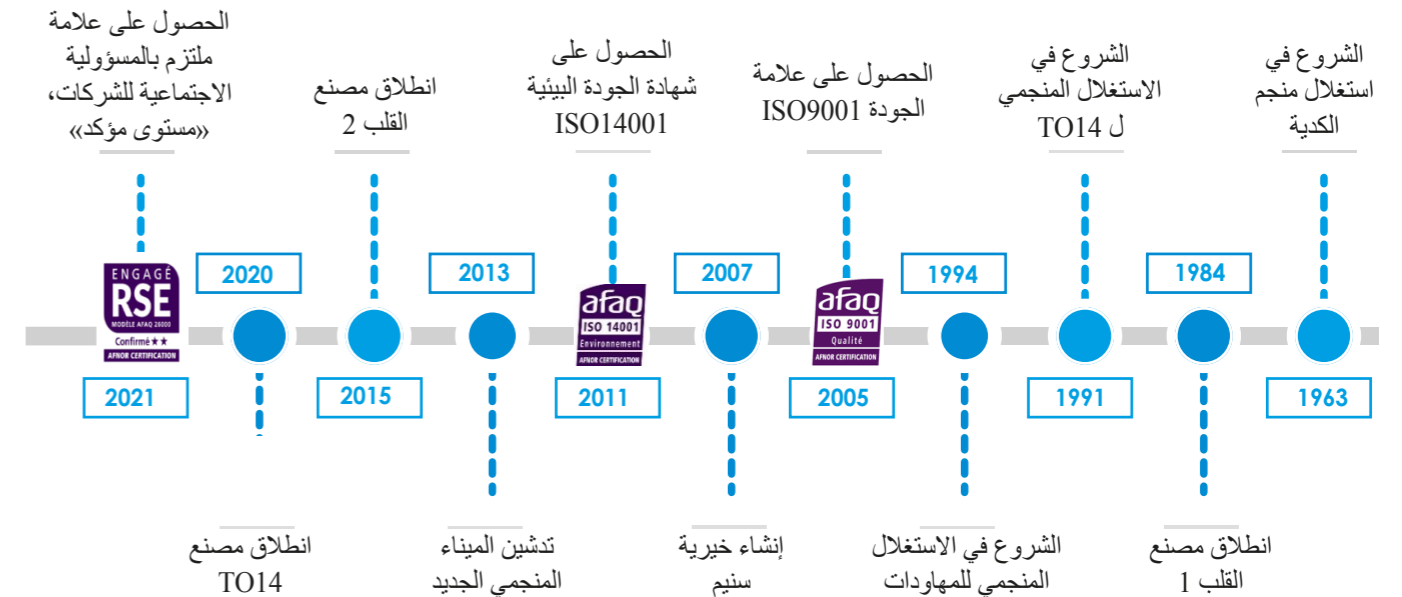 الشروع في
استغلال منجم
الكدية
1963
1984
انطلاق مصنع
القلب 1
الشروع في
الاستغلال المنجمي
ل TO14
1991
1994
الشروع في الاستغلال
المنجمي للمهاودات
الحصول على علامة
الجودة ISO9001
afaq
ISO 9001
Qualité
AFNOR CERTIFICATION
2005
2007
إنشاء خيرية
سنيم
الحصول على
شهادة الجودة البيئية
ISO14001
afaq
ISO 14001
Environnement
AFNOR CERTIFICATION
2011
2013
تدشين الميناء
المنجمي الجديد
انطلاق مصنع
القلب 2
2015
2020
انطلاق مصنع
TO14
الحصول على علامة
ملتزم بالمسؤولية
الاجتماعية للشركات،
«مستوى مؤكد»
ENGAGÉ
RSE
MODÈLE AFAQ 26000
Confirmé ★★
AFNOR CERTIFICATION
2021